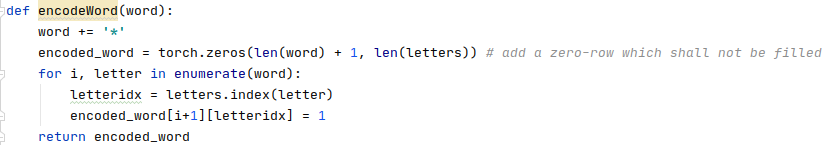 def encodeWord(word):
    word += '*'
    encoded_word = torch.zeros(len(word) + 1, len(letters)) # add a zero-row which shall not be filled
    for i, letter in enumerate(word):
        letteridx = letters.index(letter)
        encoded_word[i+1][letteridx] = 1
    return encoded_word